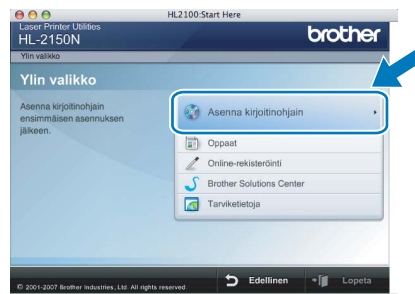 HL2100:Start Here
Laser Printer Utilities
HL-2150N
brother
Ylin valikko
Ylin valikko
Asenna kirjoitinohjain
ensimmäisen asennuksen
jälkeen.
Asenna kirjoitinohjain
Oppaat
Online-rekisteröinti
Brother Solutions Center
Tarviketietoja
© 2001-2007 Brother Industries, Ltd. All rights reserved.
Edellinen
Lopeta